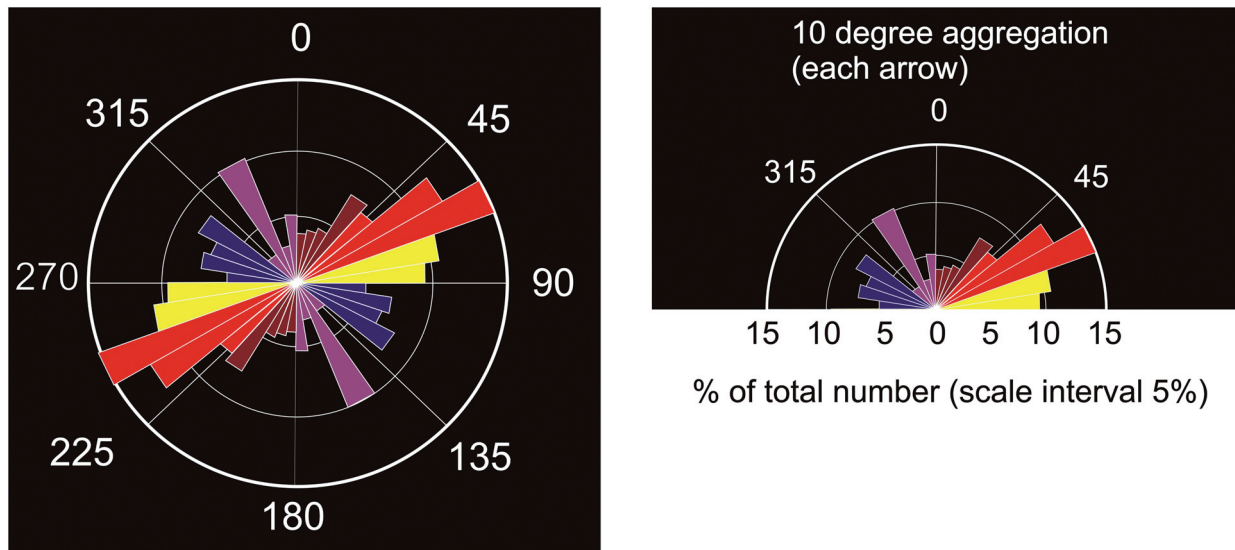 0
315
45
270
90
225
135
180
10 degree aggregation
(each arrow)
0
315
45
15 10 5 0 5 10 15
% of total number (scale interval 5%)